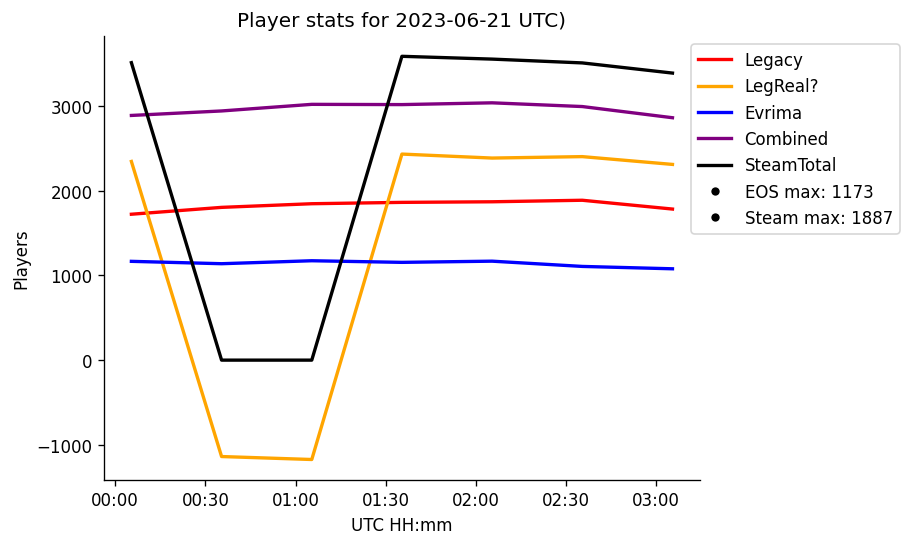 Player stats for 2023-06-21 UTC)
Legacy
LegReal?
Evrima
Combined
SteamTotal
EOS max: 1173
Steam max: 1887
Players
3000
2000
1000
0
−1000
00:00 00:30 01:00 01:30 02:00 02:30 03:00
UTC HH:mm